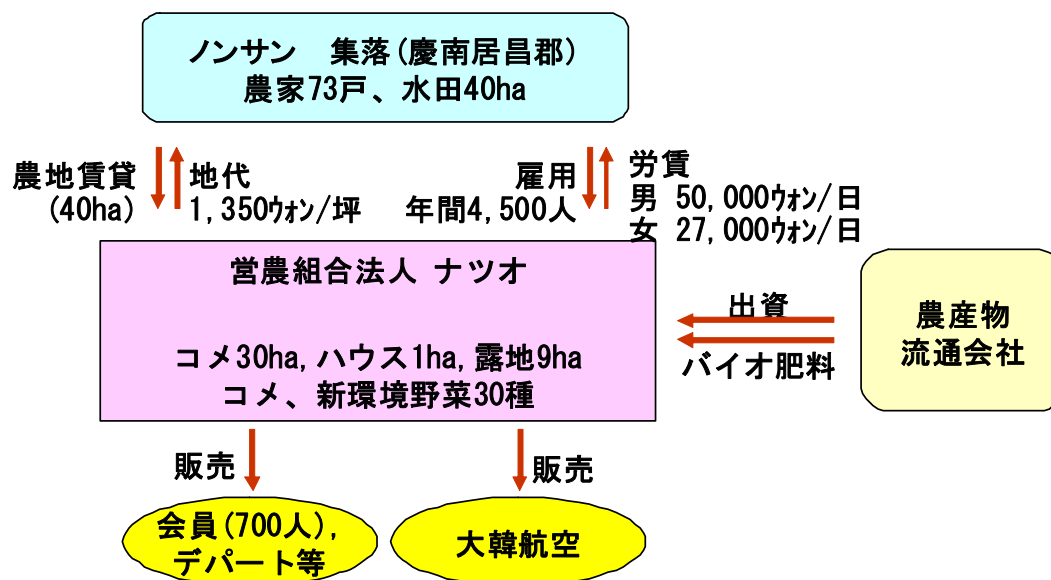 ノンサン 集落(慶南居昌郡)
農家73戸、水田40ha
農地賃貸
(40ha)
地代
1,350ウォン/坪
雇用
年間4,500人
労賃
男 50,000ウォン/日
女 27,000ウォン/日
営農組合法人 ナツオ
コメ30ha,ハウス1ha,露地9ha
コメ、新環境野菜30種
出資
バイオ肥料
農産物
流通会社
販売
販売
会員(700人),
デパート等
大韓航空